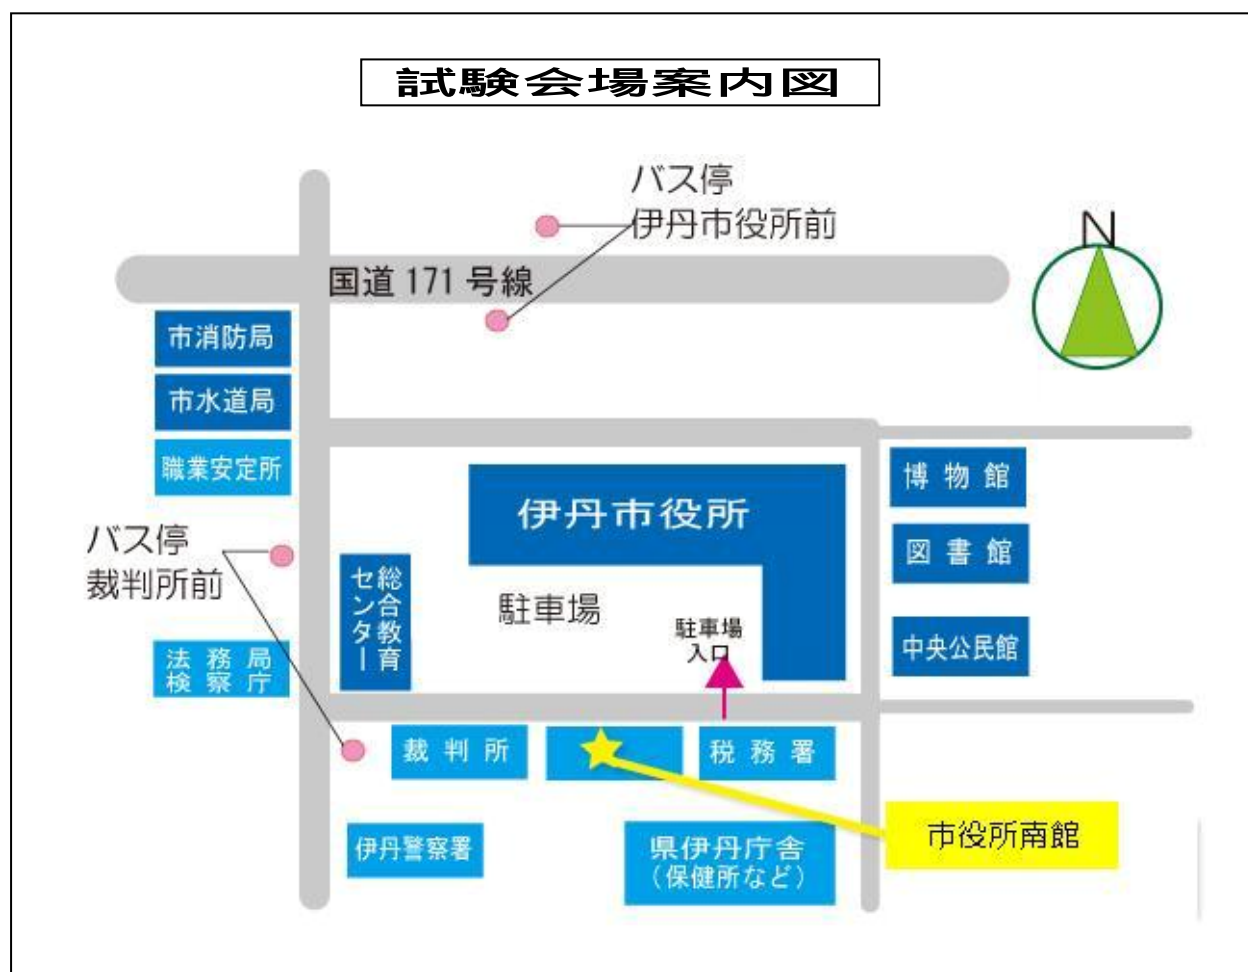 試験会場案内図
バス停
伊丹市役所前
N
国道171号線
市消防局
市水道局
職業安定所
伊丹市役所
博物館
図書館
バス停
裁判所前
総合教育
センター
駐車場
駐車場
入口
中央公民館
法務局
検察庁
裁判所
税務署
市役所南館
伊丹警察署
県伊丹庁舎
(保健所など)